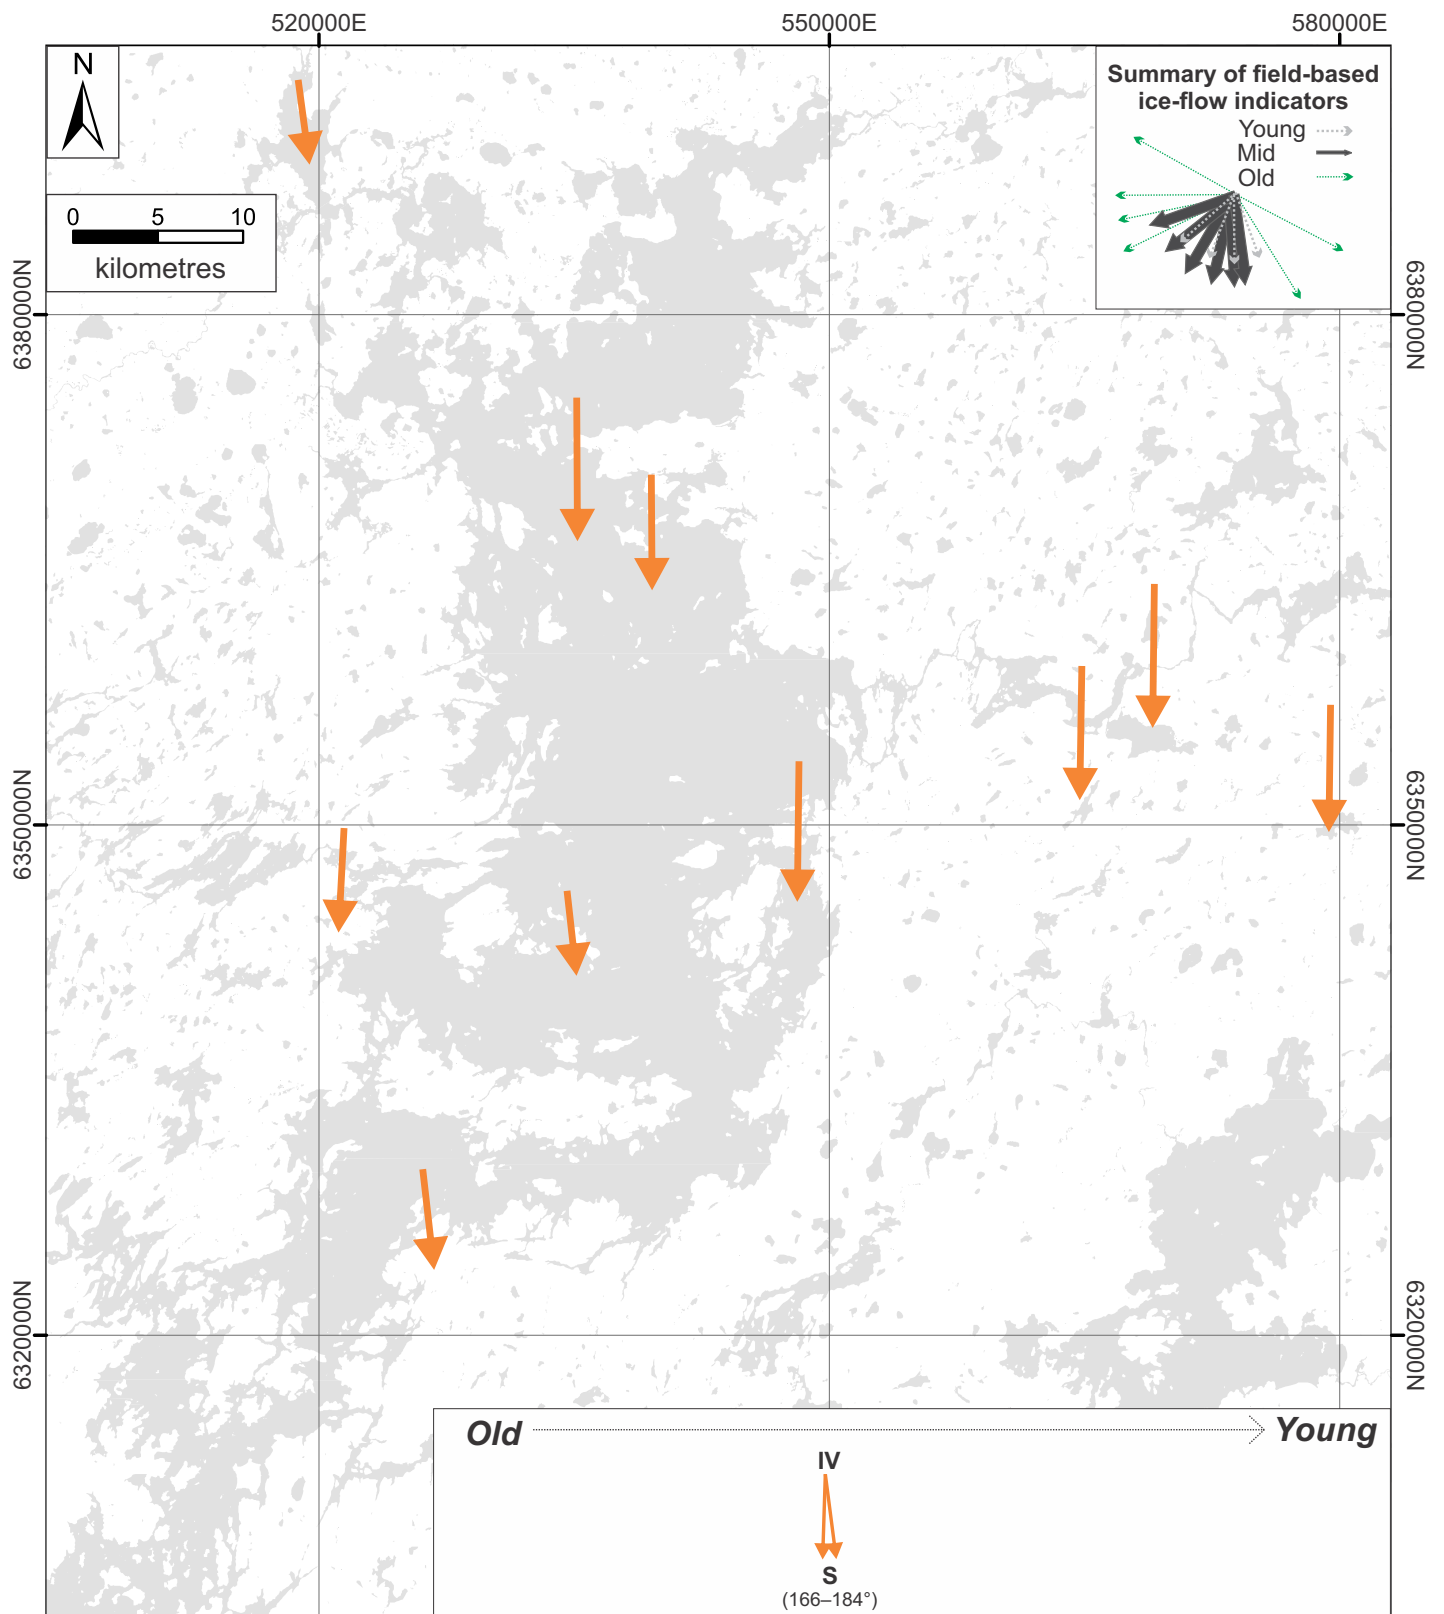 520000E
550000E
580000E
N
0
5
10
kilometres
Summary of field-based
ice-flow indicators
Young
Mid
Old
6380000N
6380000N
6350000N
6350000N
6320000N
6320000N
Old
Young
IV
S
(166–184°)